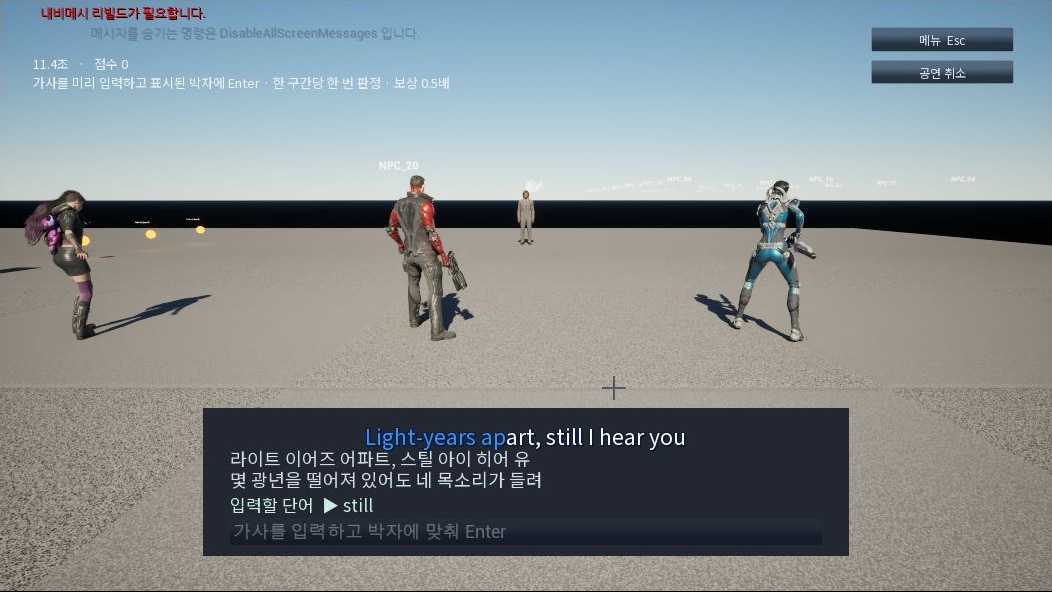 내비메시 리빌드가 필요합니다.
메시지를 숨기는 명령은 DisableAllScreenMessages 입니다.
메뉴 Esc
11.4초 · 점수 0
공연 취소
가사를 미리 입력하고 표시된 박자에 Enter · 한 구간당 한 번 판정 · 보상 0.5배
NPC_20
Light-years apart, still I hear you
라이트 이어즈 어파트, 스틸 아이 히어 유
몇 광년을 떨어져 있어도 네 목소리가 들려
입력할 단어 ▶ still
가사를 입력하고 박자에 맞춰 Enter